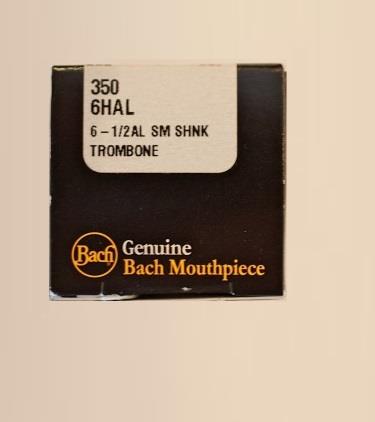 350
6HAL
6-1/2AL SM SHNK
TROMBONE
Bach
Genuine
Bach Mouthpiece